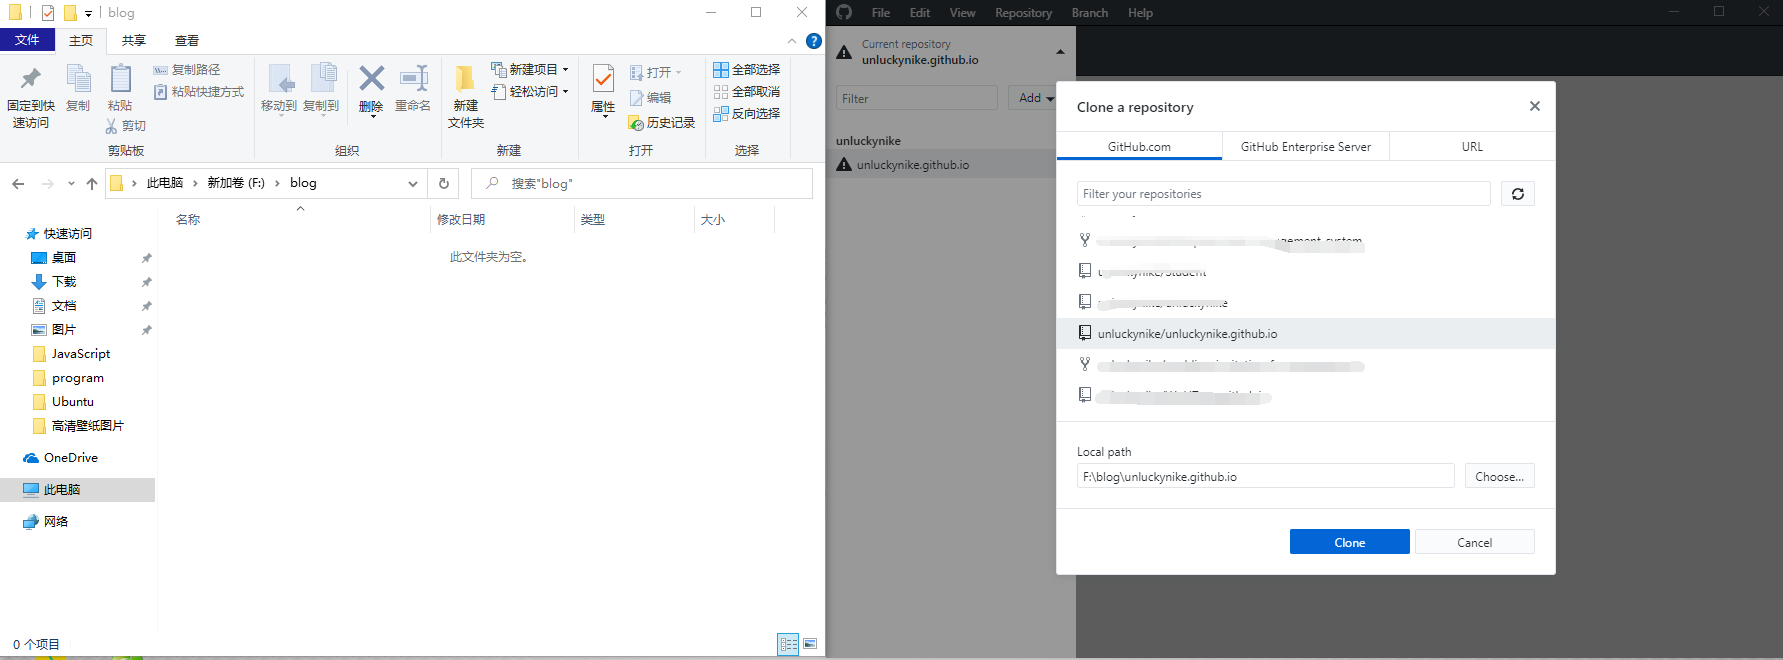 blog
文件
主页
共享
查看
固定到快
速访问
复制
粘贴
复制路径
粘贴快捷方式
剪切
剪贴板
移动到
复制到
删除
重命名
组织
新建
文件夹
新建项目
轻松访问
新建
属性
打开
编辑
历史记录
打开
全部选择
全部取消
反向选择
选择
此电脑 › 新加卷 (F:) › blog
搜索"blog"
名称
修改日期
类型
大小
此文件夹为空。
快速访问
桌面
下载
文档
图片
JavaScript
program
Ubuntu
高清壁纸图片
OneDrive
此电脑
网络
0 个项目
File Edit View Repository Branch Help
Current repository
unluckynike.github.io
Filter
Add
unluckynike
unluckynike.github.io
Clone a repository
GitHub.com
GitHub Enterprise Server
URL
Filter your repositories
unluckynike/unluckynike.github.io
Local path
F:\blog\unluckynike.github.io
Choose...
Clone
Cancel